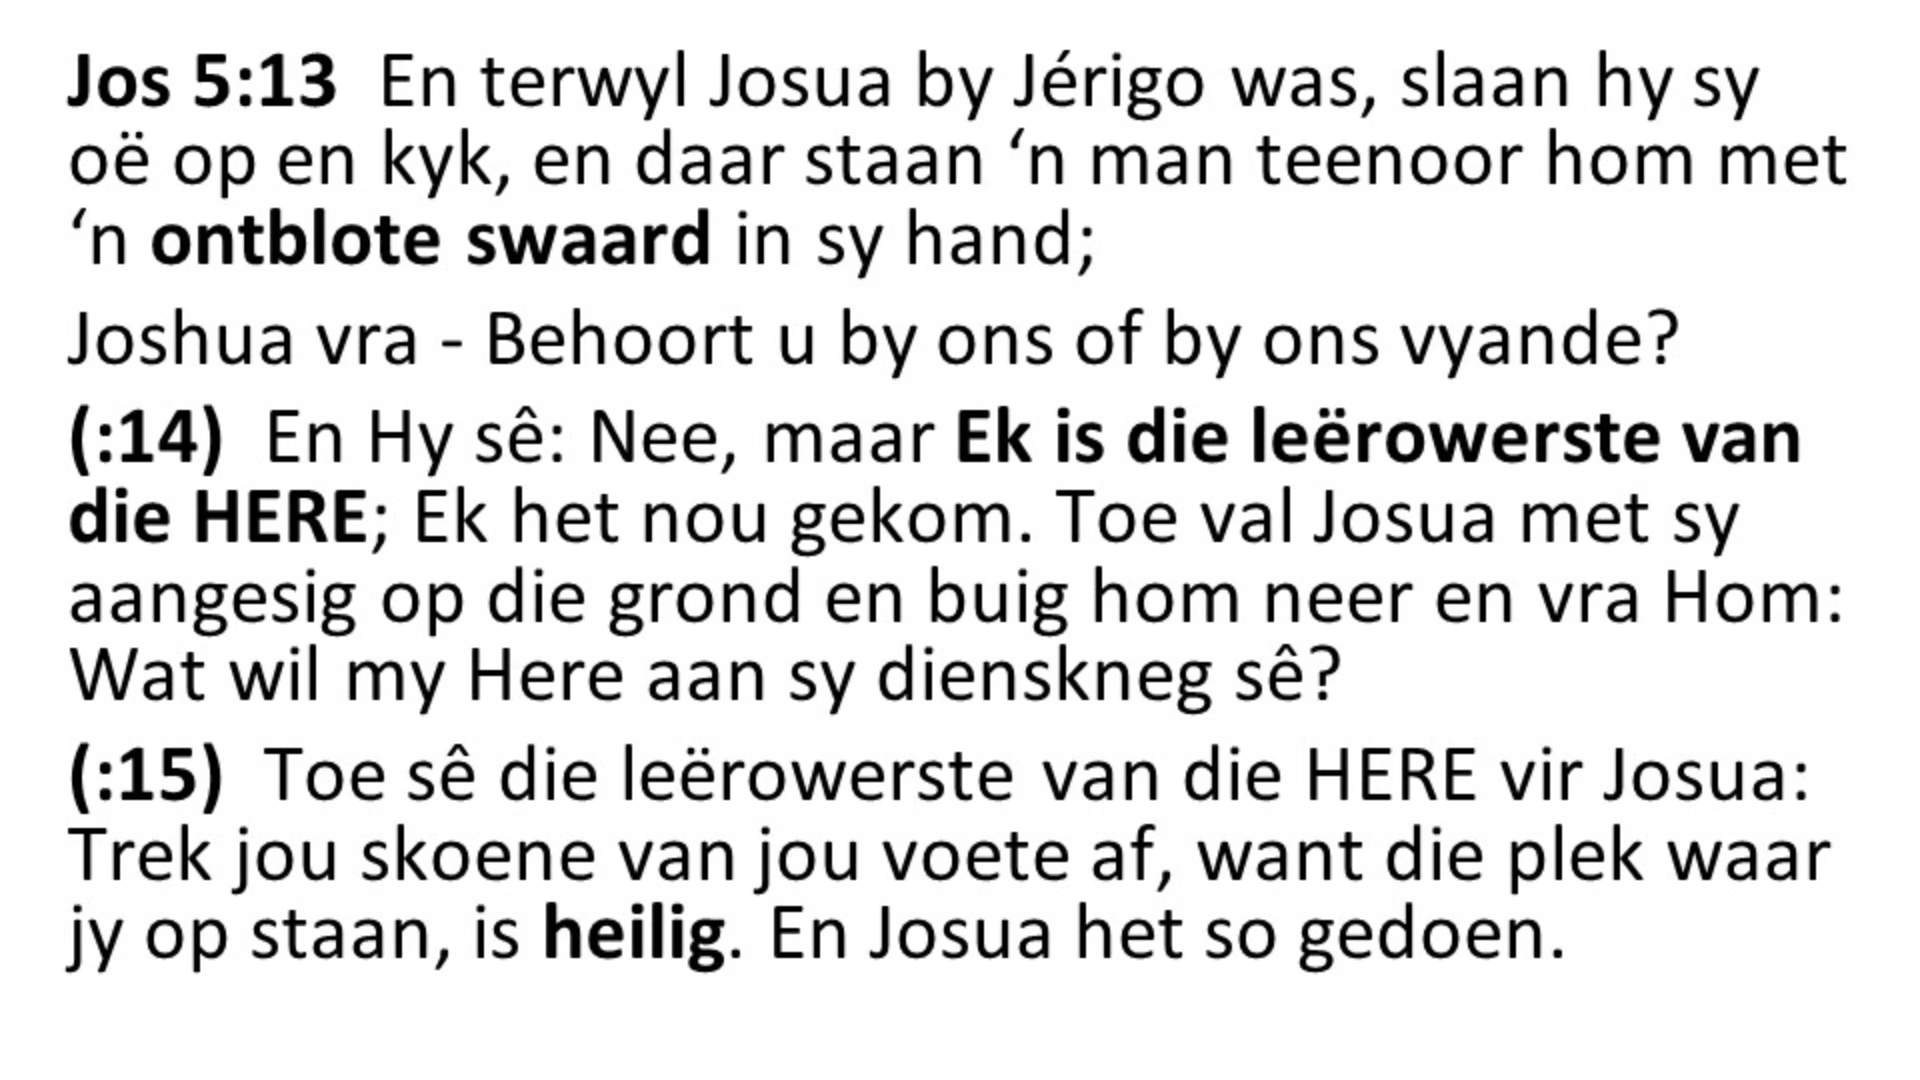 Jos 5:13  En terwyl Josua by Jérigo was, slaan hy sy
oë op en kyk, en daar staan ‘n man teenoor hom met
‘n ontblote swaard in sy hand;
Joshua vra - Behoort u by ons of by ons vyande?
(:14)  En Hy sê: Nee, maar Ek is die leërowerste van
die HERE; Ek het nou gekom. Toe val Josua met sy
aangesig op die grond en buig hom neer en vra Hom:
Wat wil my Here aan sy dienskneg sê?
(:15)  Toe sê die leërowerste van die HERE vir Josua:
Trek jou skoene van jou voete af, want die plek waar
jy op staan, is heilig. En Josua het so gedoen.